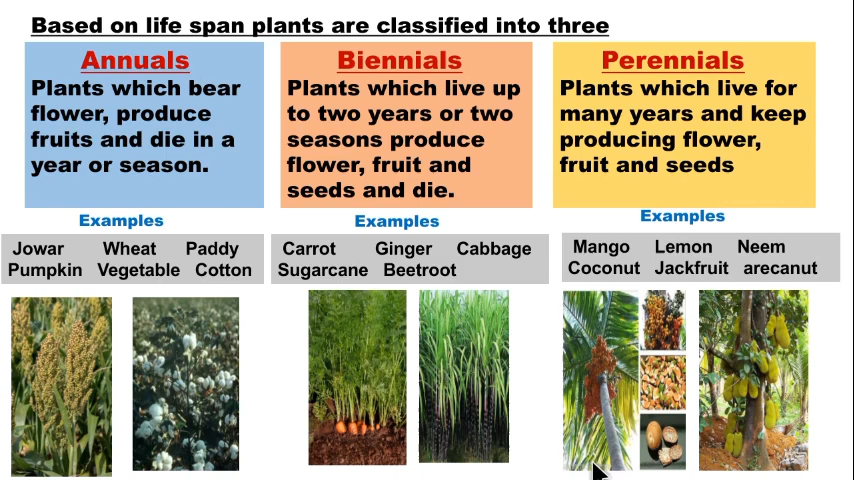 Based on life span plants are classified into three
Annuals
Plants which bear
flower, produce
fruits and die in a
year or season.
Examples
Jowar Wheat Paddy
Pumpkin Vegetable Cotton
Biennials
Plants which live up
to two years or two
seasons produce
flower, fruit and
seeds and die.
Examples
Carrot Ginger Cabbage
Sugarcane Beetroot
Perennials
Plants which live for
many years and keep
producing flower,
fruit and seeds
Examples
Mango Lemon Neem
Coconut Jackfruit arecanut